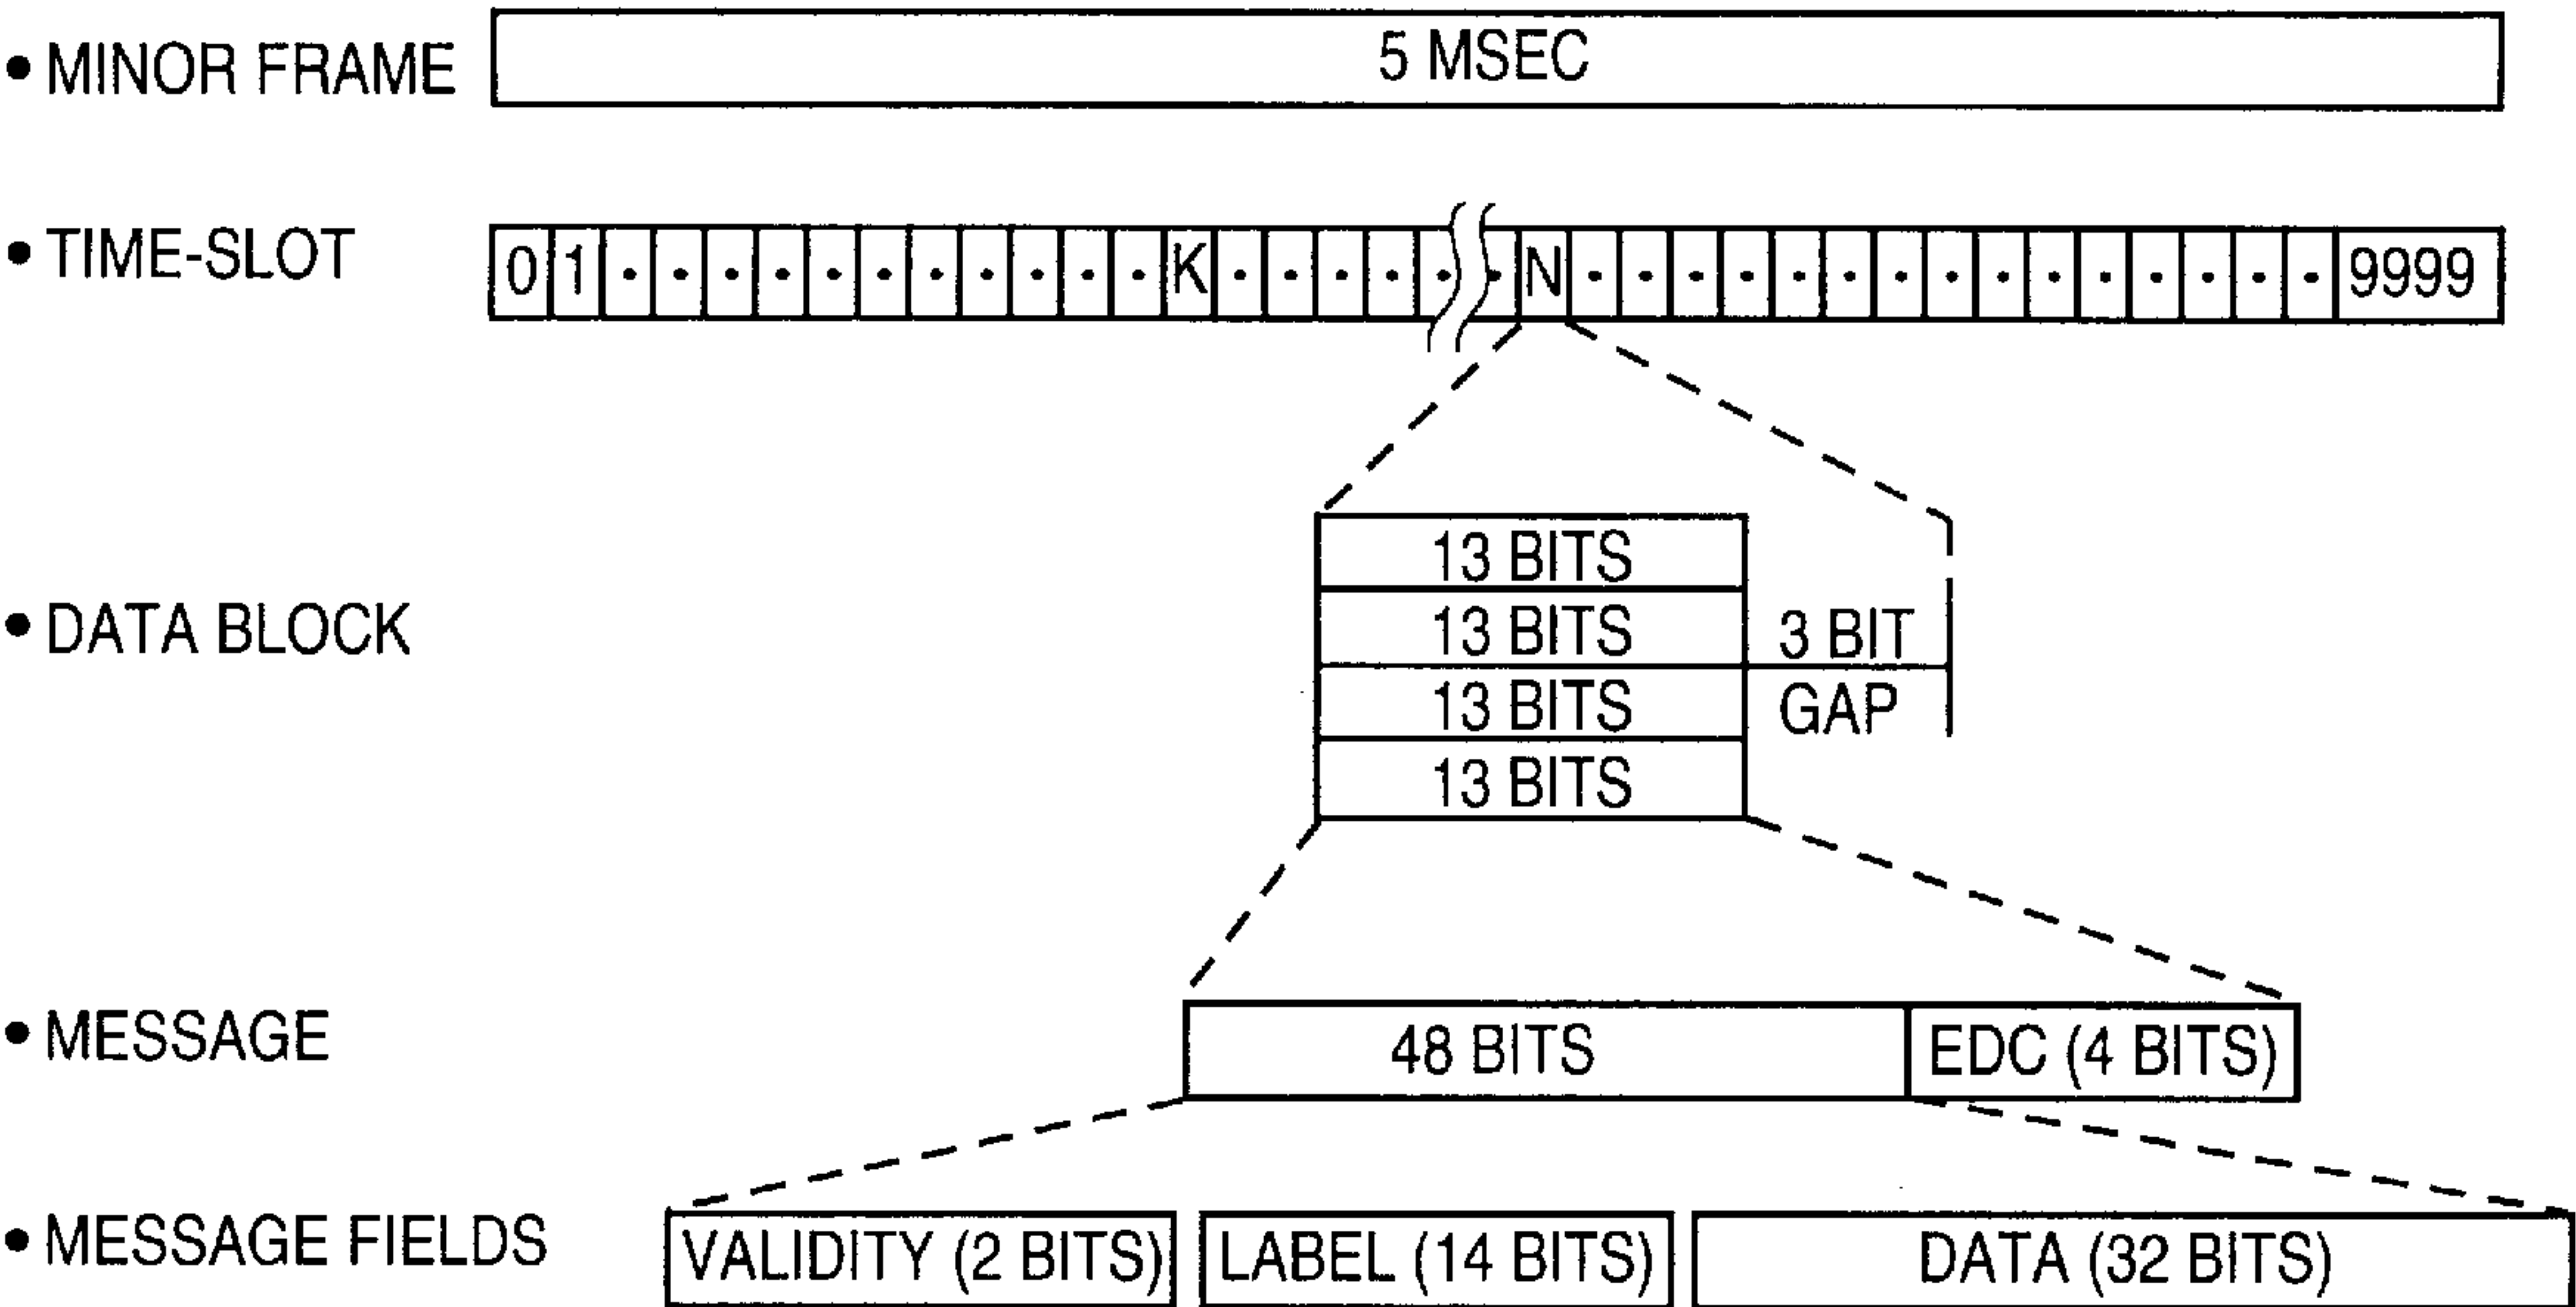 • MINOR FRAME 5 MSEC
• TIME-SLOT 0 1 • • • • • • • • • • • K • • • • • • N • • • • • • • • • • • • • • • 9999
13 BITS
• DATA BLOCK 13 BITS 3 BIT
13 BITS GAP
13 BITS
• MESSAGE 48 BITS EDC (4 BITS)
• MESSAGE FIELDS VALIDITY (2 BITS) LABEL (14 BITS) DATA (32 BITS)